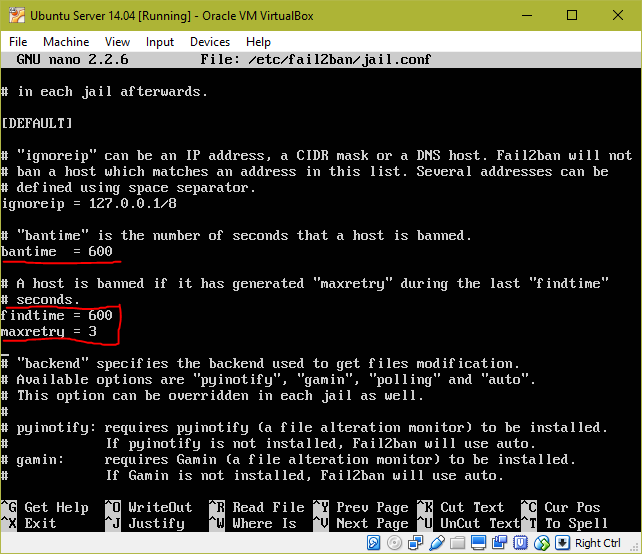 Ubuntu Server 14.04 [Running] - Oracle VM VirtualBox
File Machine View Input Devices Help
GNU nano 2.2.6 File: /etc/fail2ban/jail.conf
# in each jail afterwards.
[DEFAULT]
# "ignoreip" can be an IP address, a CIDR mask or a DNS host. Fail2ban will not
# ban a host which matches an address in this list. Several addresses can be
# defined using space separator.
ignoreip = 127.0.0.1/8
# "bantime" is the number of seconds that a host is banned.
bantime = 600
# A host is banned if it has generated "maxretry" during the last "findtime"
# seconds.
findtime = 600
maxretry = 3
# "backend" specifies the backend used to get files modification.
# Available options are "pyinotify", "gamin", "polling" and "auto".
# This option can be overridden in each jail as well.
#
# pyinotify: requires pyinotify (a file alteration monitor) to be installed.
# If pyinotify is not installed, Fail2ban will use auto.
# gamin: requires Gamin (a file alteration monitor) to be installed.
# If Gamin is not installed, Fail2ban will use auto.
^G Get Help ^O WriteOut ^R Read File ^Y Prev Page ^K Cut Text ^C Cur Pos
^X Exit ^J Justify ^W Where Is ^V Next Page ^U UnCut Text ^T To Spell
Right Ctrl